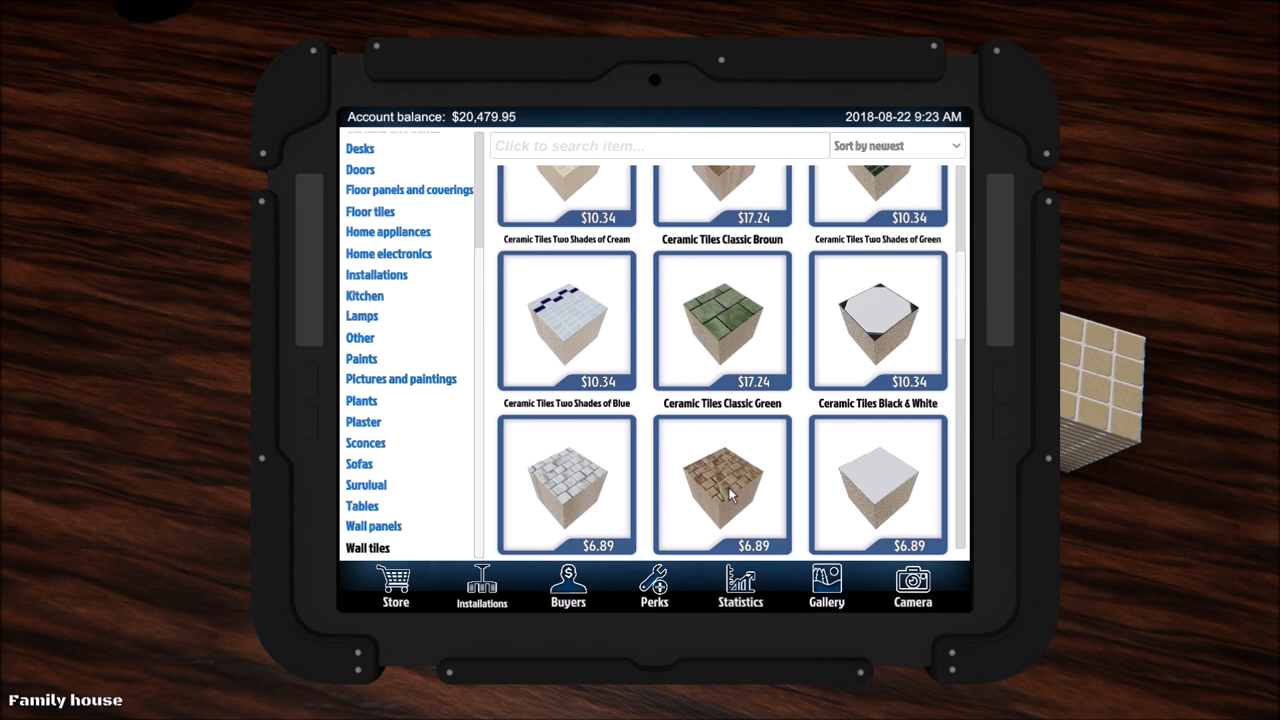 Account balance: $20,479.95
2018-08-22 9:23 AM
Click to search item...
Sort by newest
Desks
Doors
Floor panels and coverings
Floor tiles
Home appliances
Home electronics
Installations
Kitchen
Lamps
Other
Paints
Pictures and paintings
Plants
Plaster
Sconces
Sofas
Survival
Tables
Wall panels
Wall tiles
$10.34
$17.24
$10.34
Ceramic Tiles Two Shades of Cream
Ceramic Tiles Classic Brown
Ceramic Tiles Two Shades of Green
$10.34
$17.24
$10.34
Ceramic Tiles Two Shades of Blue
Ceramic Tiles Classic Green
Ceramic Tiles Black & White
$6.89
$6.89
$6.89
Store
Installations
Buyers
Perks
Statistics
Gallery
Camera
Family house